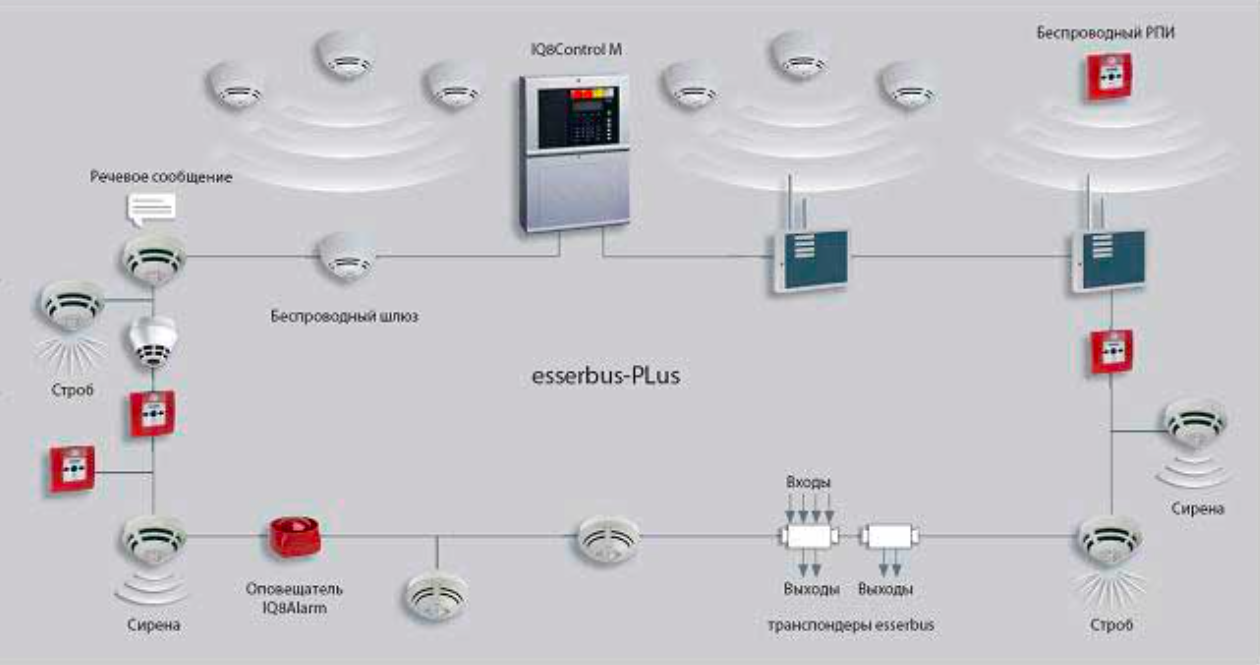 IQ8Control M
Беспроводный РПИ
Речевое сообщение
Беспроводный шлюз
Строб
esserbus-PLus
Входы
Сирена
Оповещатель
IQ8Alarm
Выходы
Выходы
Сирена
транспондеры esserbus
Строб